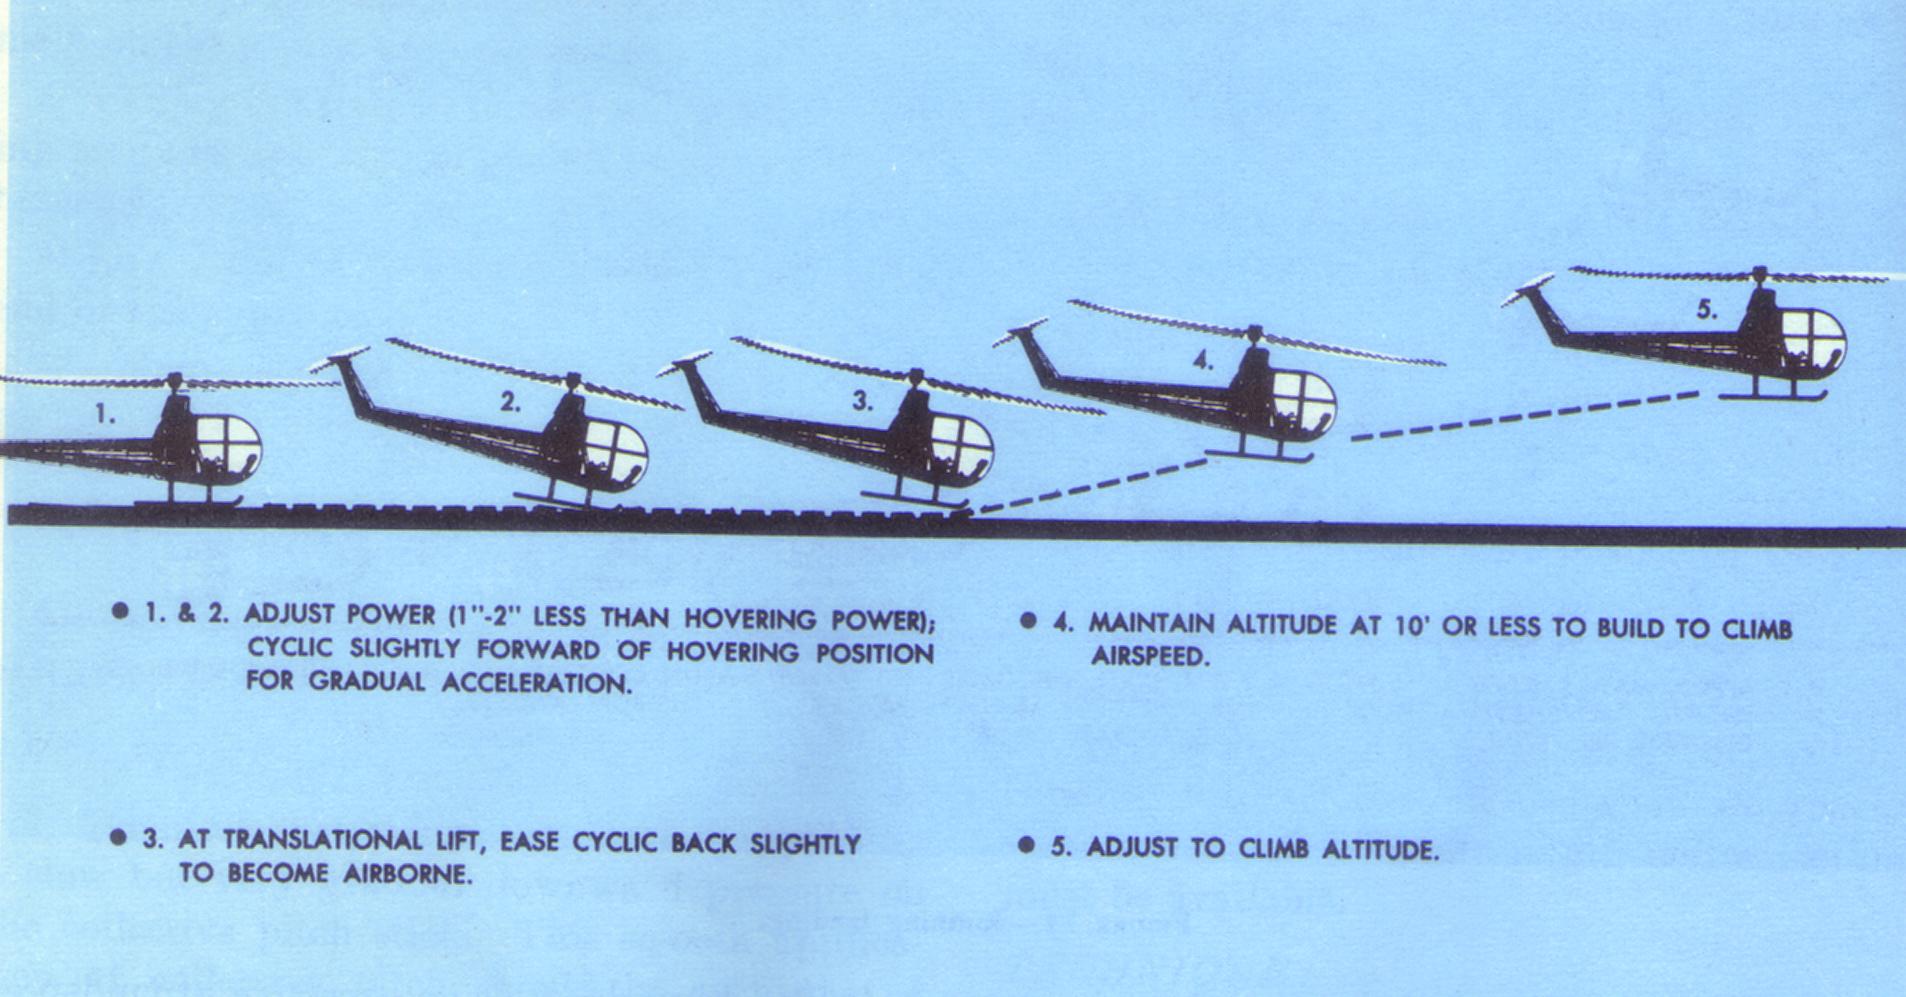 1.
2.
3.
4.
5.
● 1. & 2. ADJUST POWER (1"-2" LESS THAN HOVERING POWER);
CYCLIC SLIGHTLY FORWARD OF HOVERING POSITION
FOR GRADUAL ACCELERATION.
● 3. AT TRANSLATIONAL LIFT, EASE CYCLIC BACK SLIGHTLY
TO BECOME AIRBORNE.
● 4. MAINTAIN ALTITUDE AT 10' OR LESS TO BUILD TO CLIMB
AIRSPEED.
● 5. ADJUST TO CLIMB ALTITUDE.